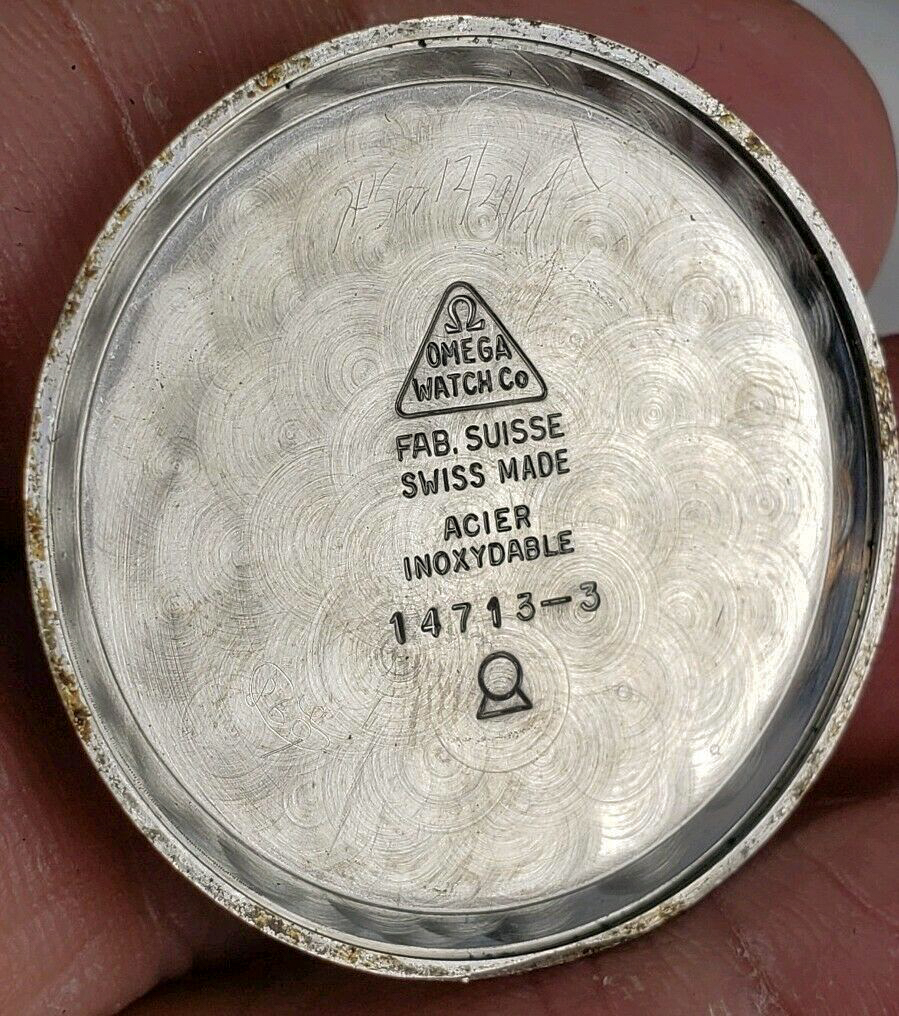 Ω
OMEGA
WATCH Co
FAB. SUISSE
SWISS MADE
ACIER
INOXYDABLE
14713-3